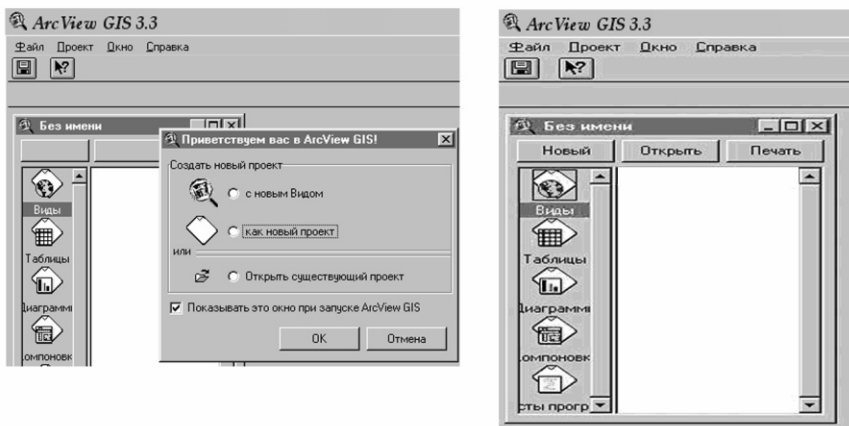 ArcView GIS 3.3
Файл Проект Окно Справка
Без имени
Виды
Таблицы
Диаграммы
омпоновк
Приветствуем вас в ArcView GIS!
Создать новый проект
с новым Видом
как новый проект
или
Открыть существующий проект
Показывать это окно при запуске ArcView GIS
OK Отмена
ArcView GIS 3.3
Файл Проект Окно Справка
Без имени
Новый Открыть Печать
Виды
Таблицы
Диаграммы
омпоновк
сты прогр